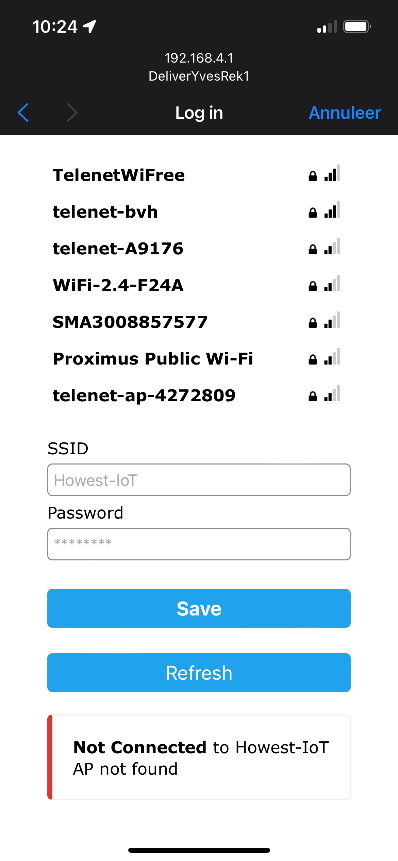 10:24
192.168.4.1
DeliverYvesRek1
Log in
Annuleer
TelenetWiFree
telenet-bvh
telenet-A9176
WiFi-2.4-F24A
SMA3008857577
Proximus Public Wi-Fi
telenet-ap-4272809
SSID
Howest-IoT
Password
********
Save
Refresh
Not Connected to Howest-IoT
AP not found